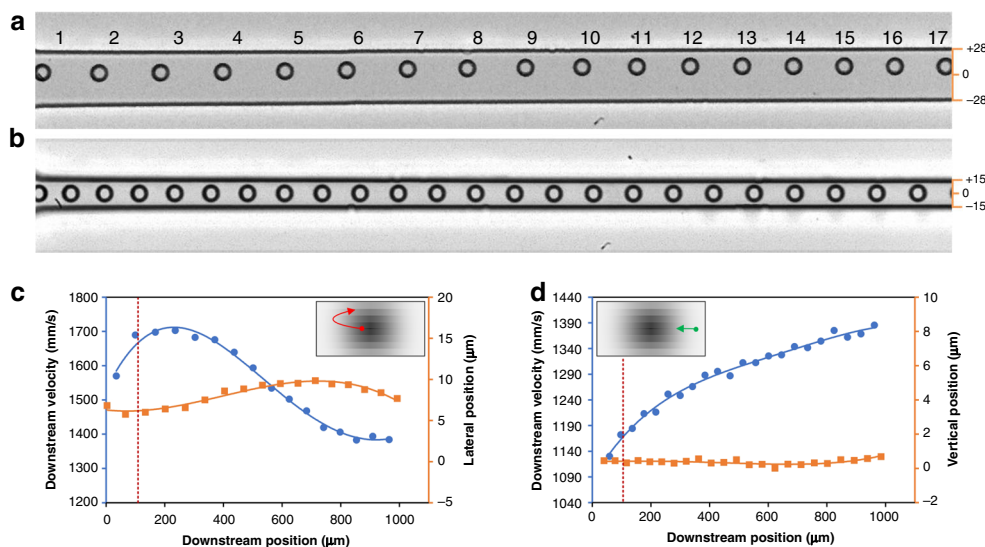 a
1 2 3 4 5 6 7 8 9 10 11 12 13 14 15 16 17
+28
0
−28
b
+15
0
−15
c
1800
1700
1600
1500
1400
1300
1200
Downstream velocity (mm/s)
20
15
10
5
0
−5
Lateral position (μm)
0 200 400 600 800 1000
Downstream position (μm)
d
1440
1390
1340
1290
1240
1190
1140
1090
1040
Downstream velocity (mm/s)
10
8
6
4
2
0
−2
Vertical position (μm)
0 200 400 600 800 1000
Downstream position (μm)